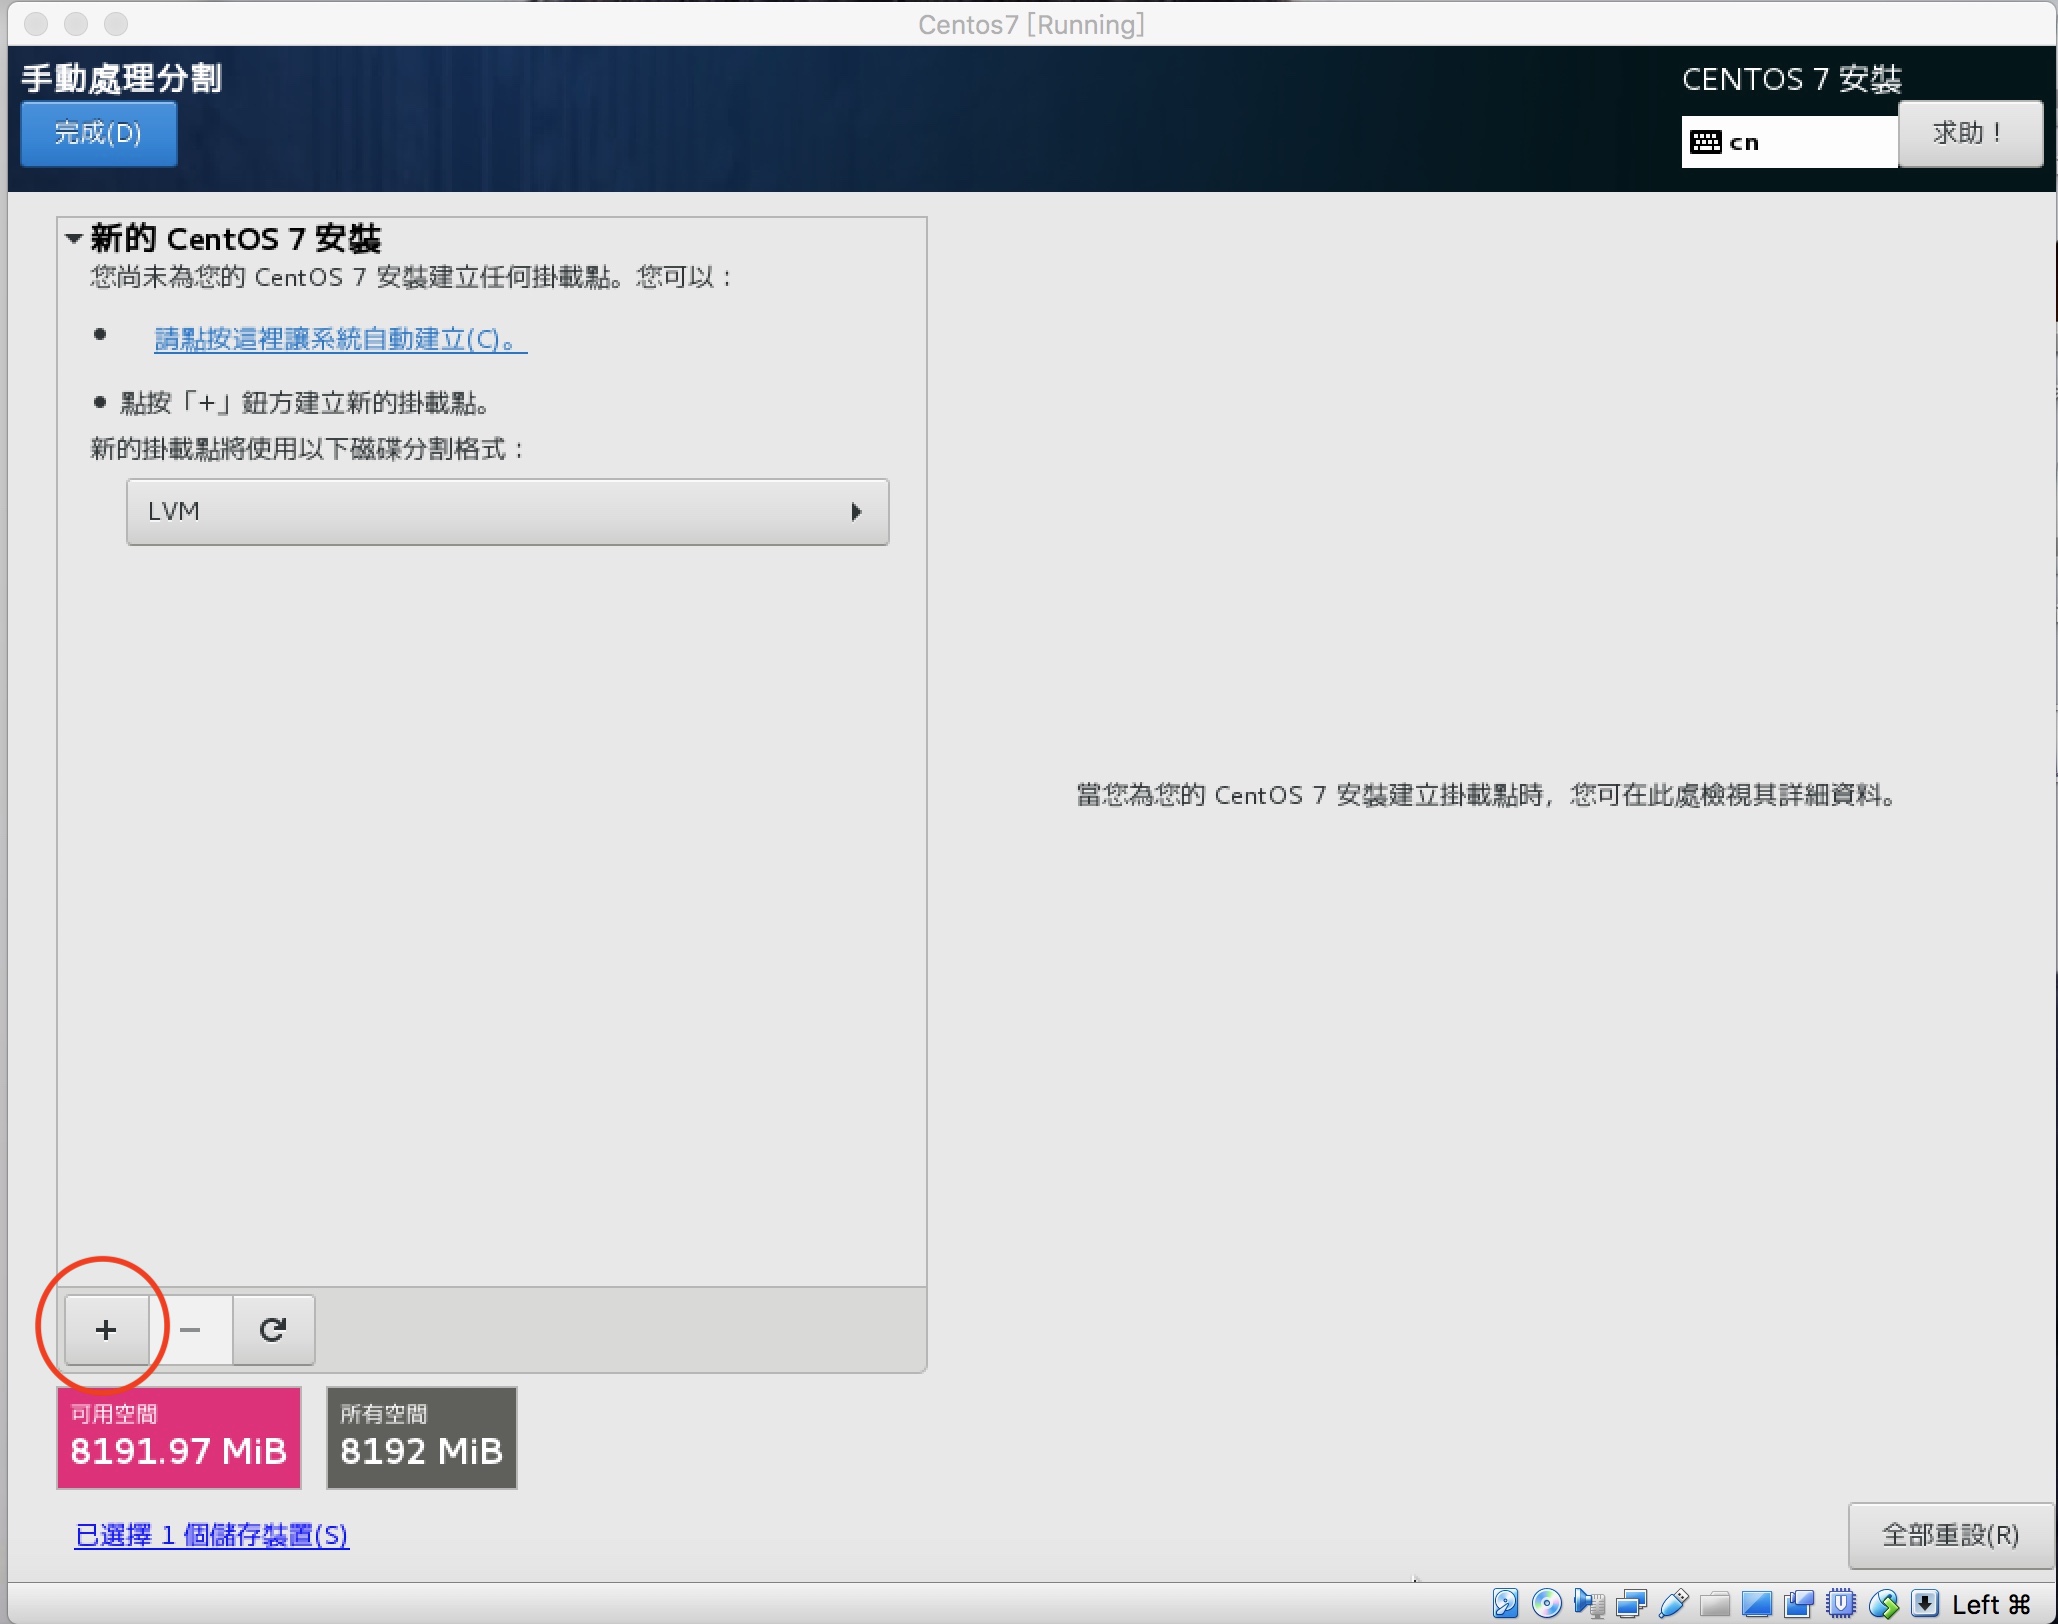 Centos7 [Running]
手動處理分割
CENTOS 7 安裝
完成(D)
cn
求助！
新的 CentOS 7 安裝
您尚未為您的 CentOS 7 安裝建立任何掛載點。您可以：
請點按這裡讓系統自動建立(C)。
點按「+」鈕方建立新的掛載點。
新的掛載點將使用以下磁碟分割格式：
LVM
當您為您的 CentOS 7 安裝建立掛載點時，您可在此處檢視其詳細資料。
可用空間
8191.97 MiB
所有空間
8192 MiB
已選擇 1 個儲存裝置(S)
全部重設(R)
Left ⌘